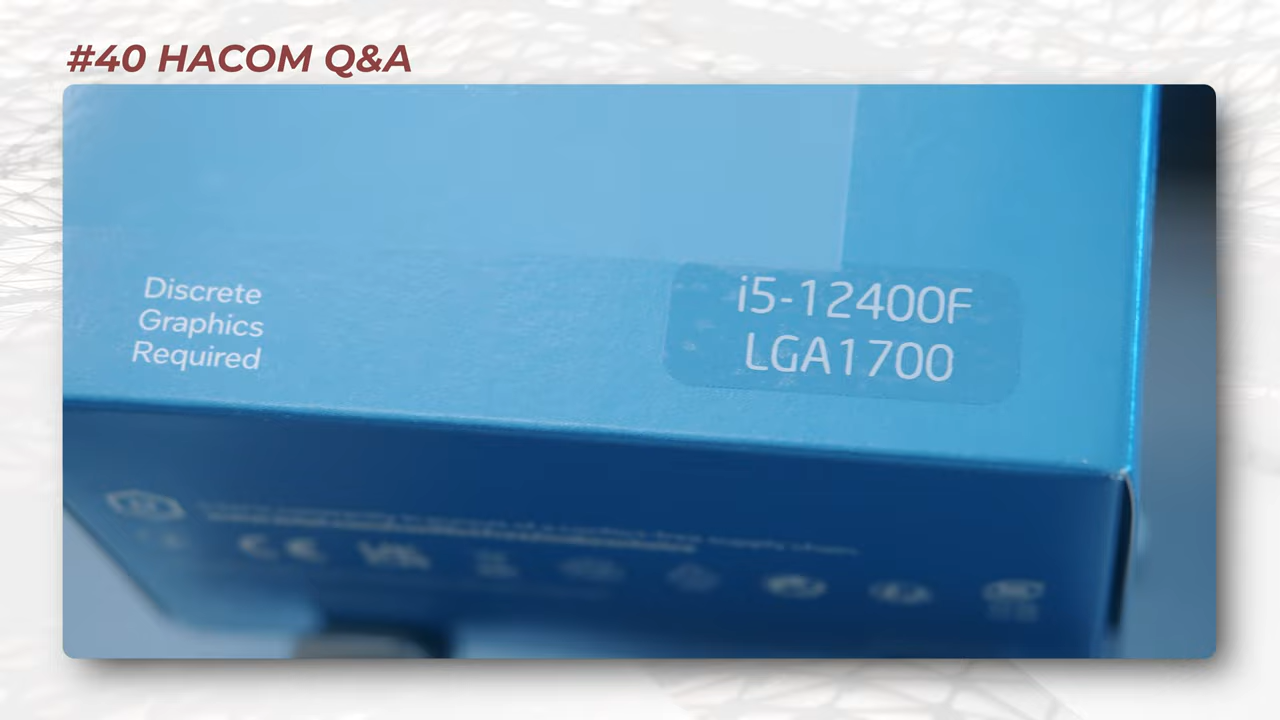 #40 HACOM Q&A
Discrete
Graphics
Required
i5-12400F
LGA1700